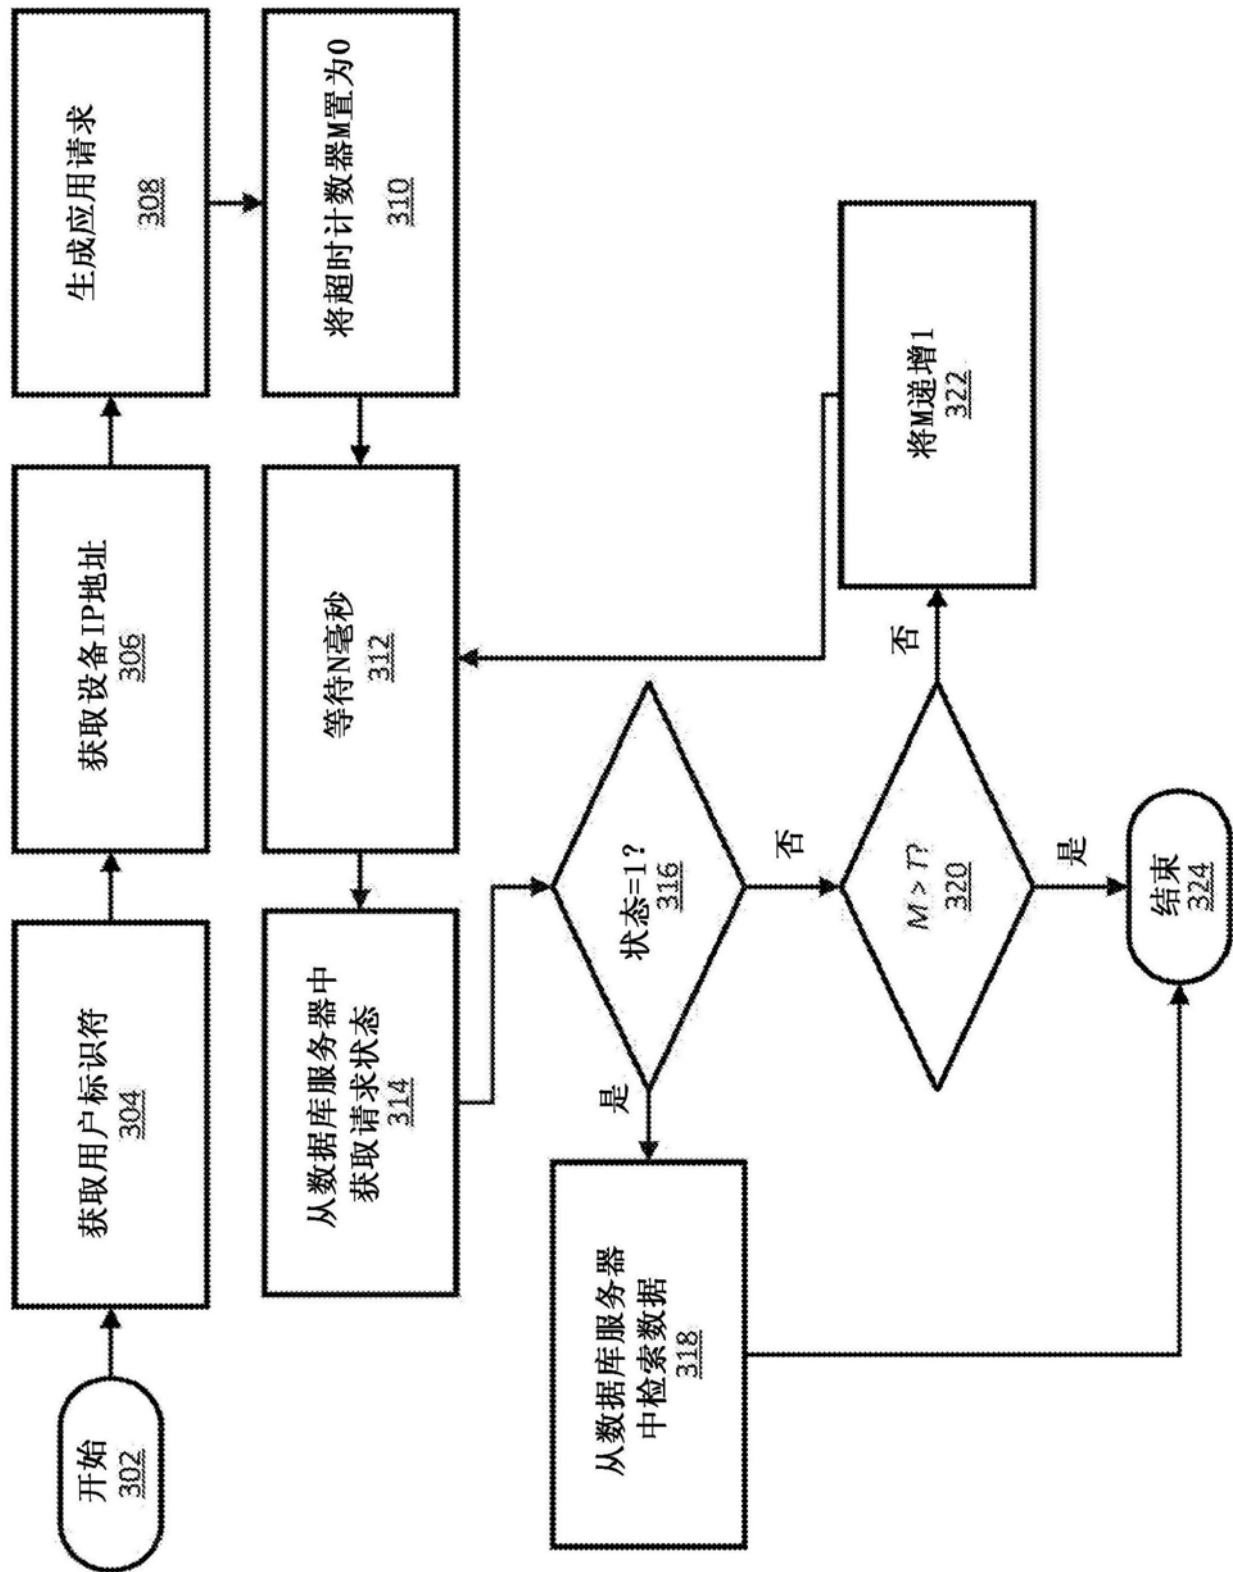 开始
302
获取用户标识符
304
获取设备IP地址
306
生成应用请求
308
将超时计数器M置为0
310
等待N毫秒
312
从数据库服务器中
获取请求状态
314
状态=1?
316
是
否
从数据库服务器
中检索数据
318
M > T?
320
否
是
将M递增1
322
结束
324